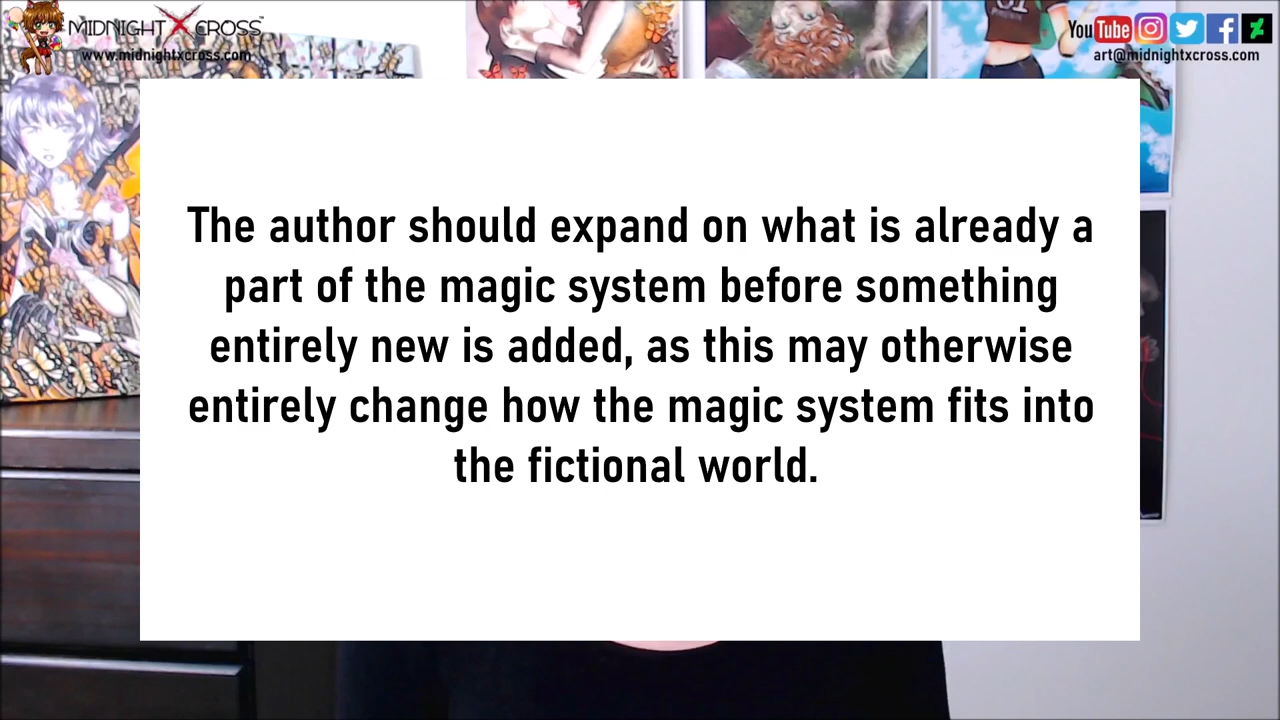 MIDNIGHT X CROSS
www.midnightxcross.com
YouTube
art@midnightxcross.com
The author should expand on what is already a
part of the magic system before something
entirely new is added, as this may otherwise
entirely change how the magic system fits into
the fictional world.